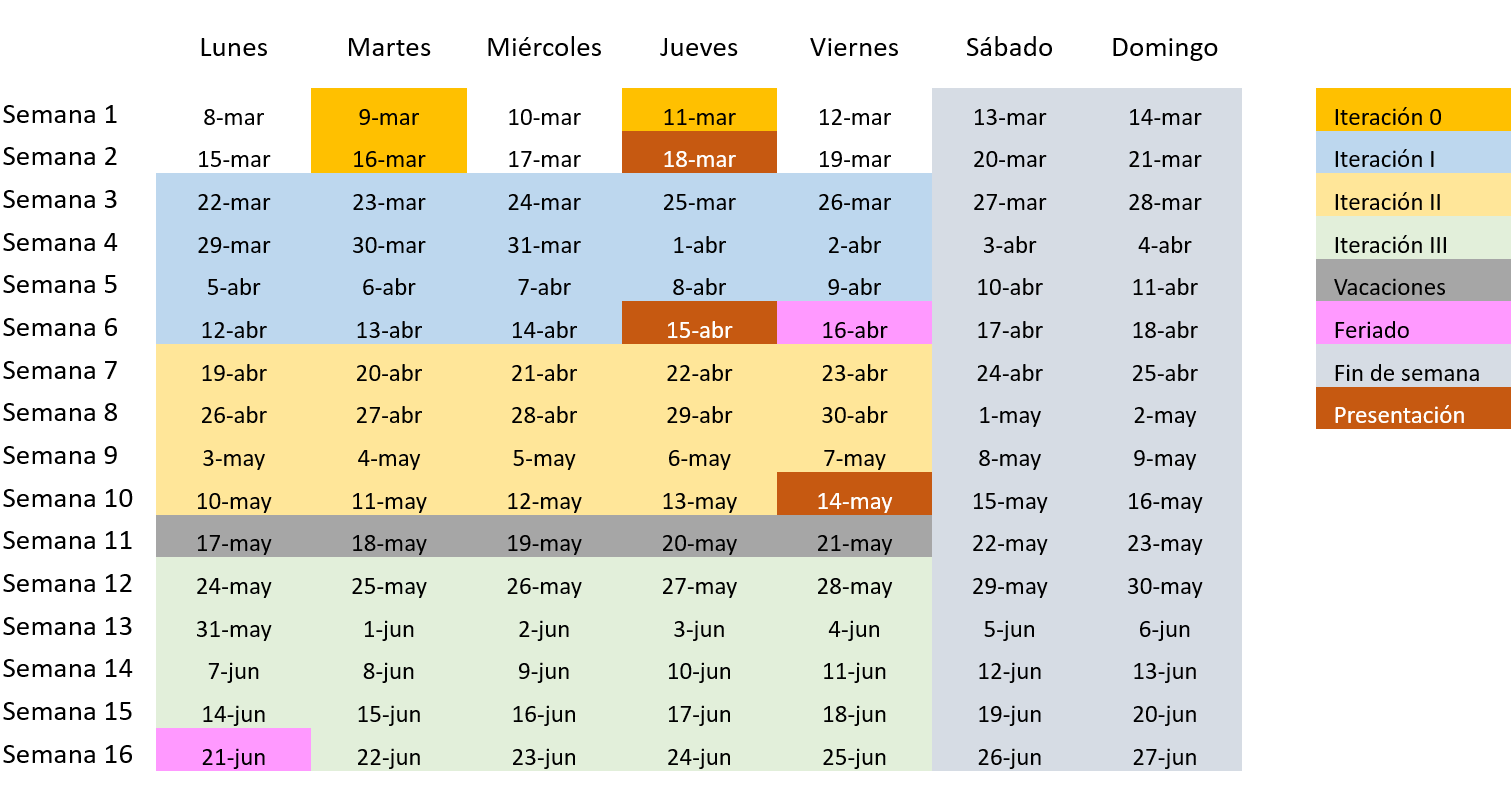 Lunes Martes Miércoles Jueves Viernes Sábado Domingo
Semana 1 8-mar 9-mar 10-mar 11-mar 12-mar 13-mar 14-mar Iteración 0
Semana 2 15-mar 16-mar 17-mar 18-mar 19-mar 20-mar 21-mar Iteración I
Semana 3 22-mar 23-mar 24-mar 25-mar 26-mar 27-mar 28-mar Iteración II
Semana 4 29-mar 30-mar 31-mar 1-abr 2-abr 3-abr 4-abr Iteración III
Semana 5 5-abr 6-abr 7-abr 8-abr 9-abr 10-abr 11-abr Vacaciones
Semana 6 12-abr 13-abr 14-abr 15-abr 16-abr 17-abr 18-abr Feriado
Semana 7 19-abr 20-abr 21-abr 22-abr 23-abr 24-abr 25-abr Fin de semana
Semana 8 26-abr 27-abr 28-abr 29-abr 30-abr 1-may 2-may Presentación
Semana 9 3-may 4-may 5-may 6-may 7-may 8-may 9-may
Semana 10 10-may 11-may 12-may 13-may 14-may 15-may 16-may
Semana 11 17-may 18-may 19-may 20-may 21-may 22-may 23-may
Semana 12 24-may 25-may 26-may 27-may 28-may 29-may 30-may
Semana 13 31-may 1-jun 2-jun 3-jun 4-jun 5-jun 6-jun
Semana 14 7-jun 8-jun 9-jun 10-jun 11-jun 12-jun 13-jun
Semana 15 14-jun 15-jun 16-jun 17-jun 18-jun 19-jun 20-jun
Semana 16 21-jun 22-jun 23-jun 24-jun 25-jun 26-jun 27-jun